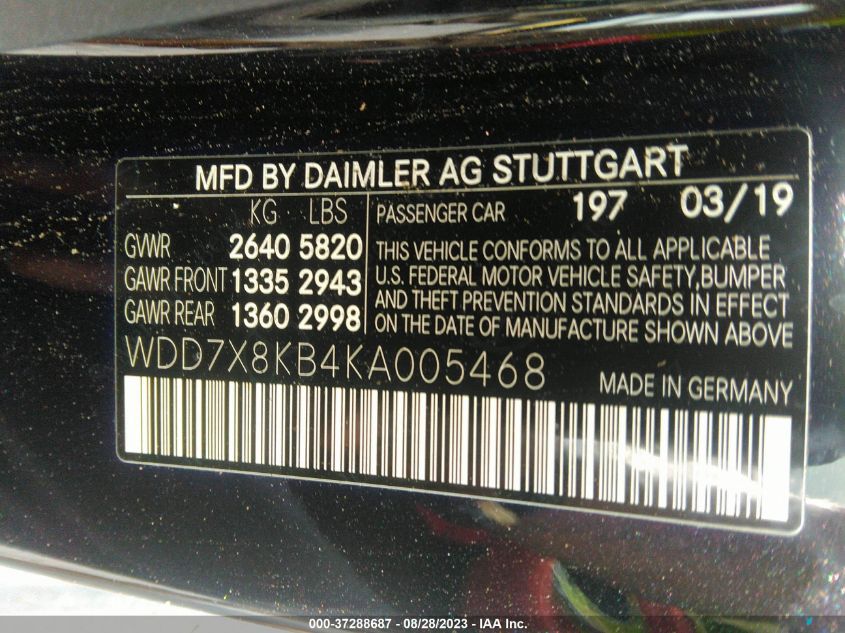 MFD BY DAIMLER AG STUTTGART
KG LBS
GVWR 2640 5820
GAWR FRONT 1335 2943
GAWR REAR 1360 2998
PASSENGER CAR 197 03/19
THIS VEHICLE CONFORMS TO ALL APPLICABLE
U.S. FEDERAL MOTOR VEHICLE SAFETY, BUMPER
AND THEFT PREVENTION STANDARDS IN EFFECT
ON THE DATE OF MANUFACTURE SHOWN ABOVE
WDD7X8KB4KA005468
MADE IN GERMANY
000-37288687 - 08/28/2023 - IAA Inc.